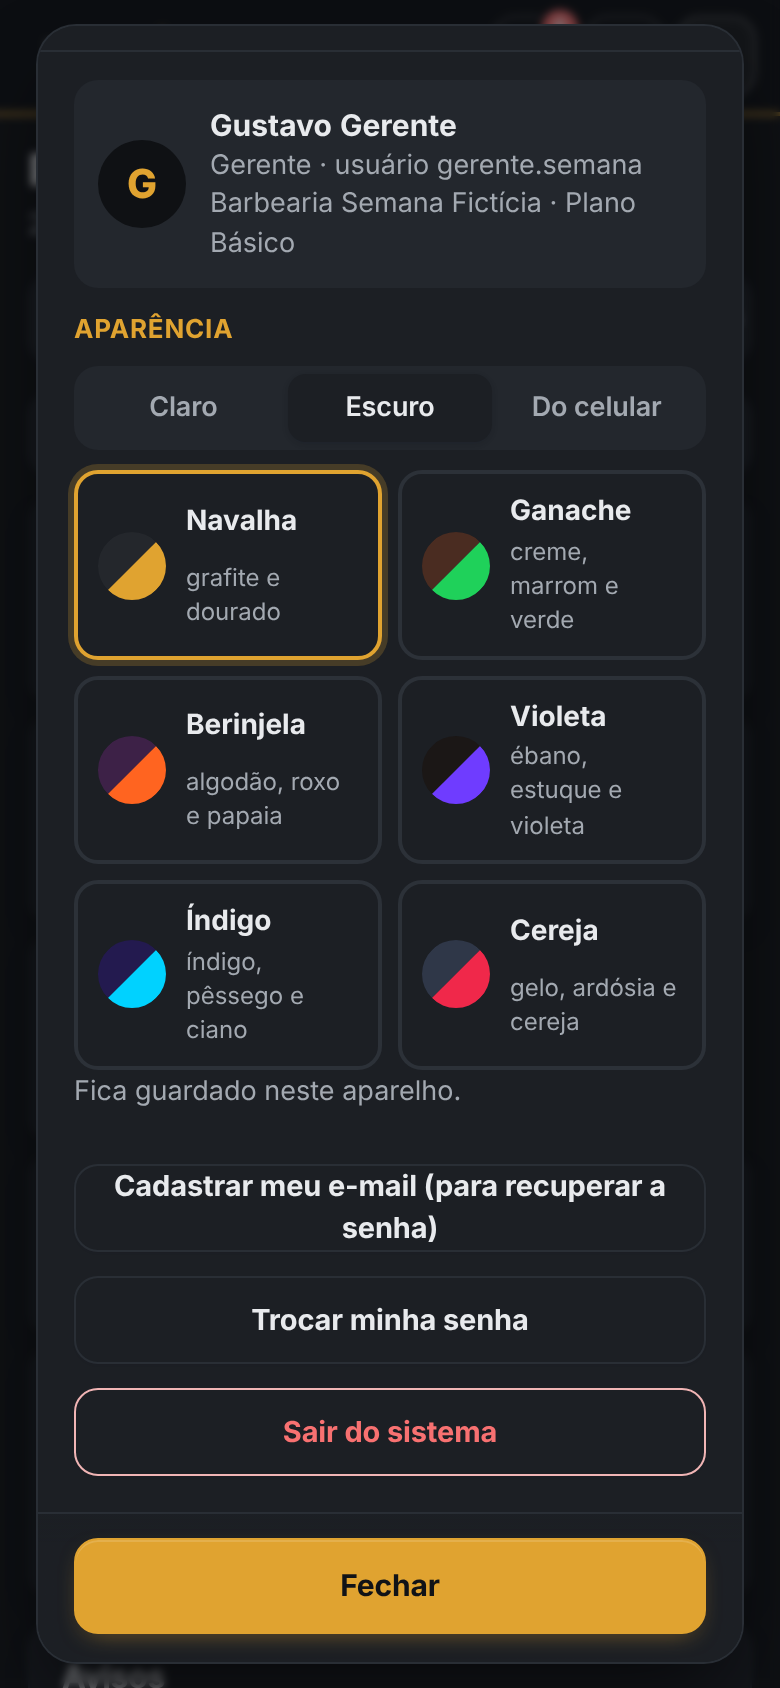 Gustavo Gerente
G
Gerente · usuário gerente.semana
Barbearia Semana Fictícia · Plano
Básico
APARÊNCIA
Claro
Escuro
Do celular
Navalha
grafite e
dourado
Ganache
creme,
marrom e
verde
Berinjela
algodão, roxo
e papaia
Violeta
ébano,
estuque e
violeta
Índigo
índigo,
pêssego e
ciano
Cereja
gelo, ardósia e
cereja
Fica guardado neste aparelho.
Cadastrar meu e-mail (para recuperar a
senha)
Trocar minha senha
Sair do sistema
Fechar
Avisos